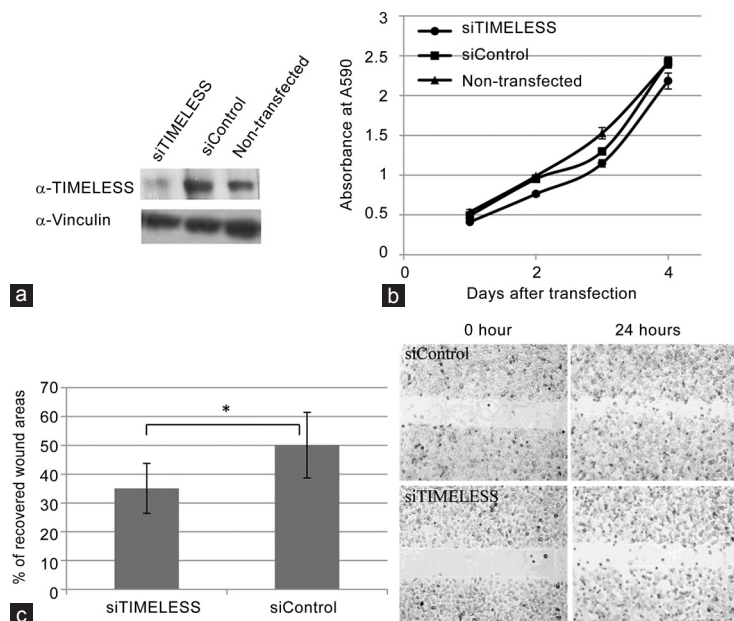 siTIMELESS
siControl
Non-transfected
α-TIMELESS
α-Vinculin
a
3
2.5
2
1.5
1
0.5
0
siTIMELESS
siControl
Non-transfected
Absorbance at A590
0 2 4
Days after transfection
b
70
60
50
40
30
20
10
0
% of recovered wound areas
*
siTIMELESS siControl
c
0 hour 24 hours
siControl
siTIMELESS